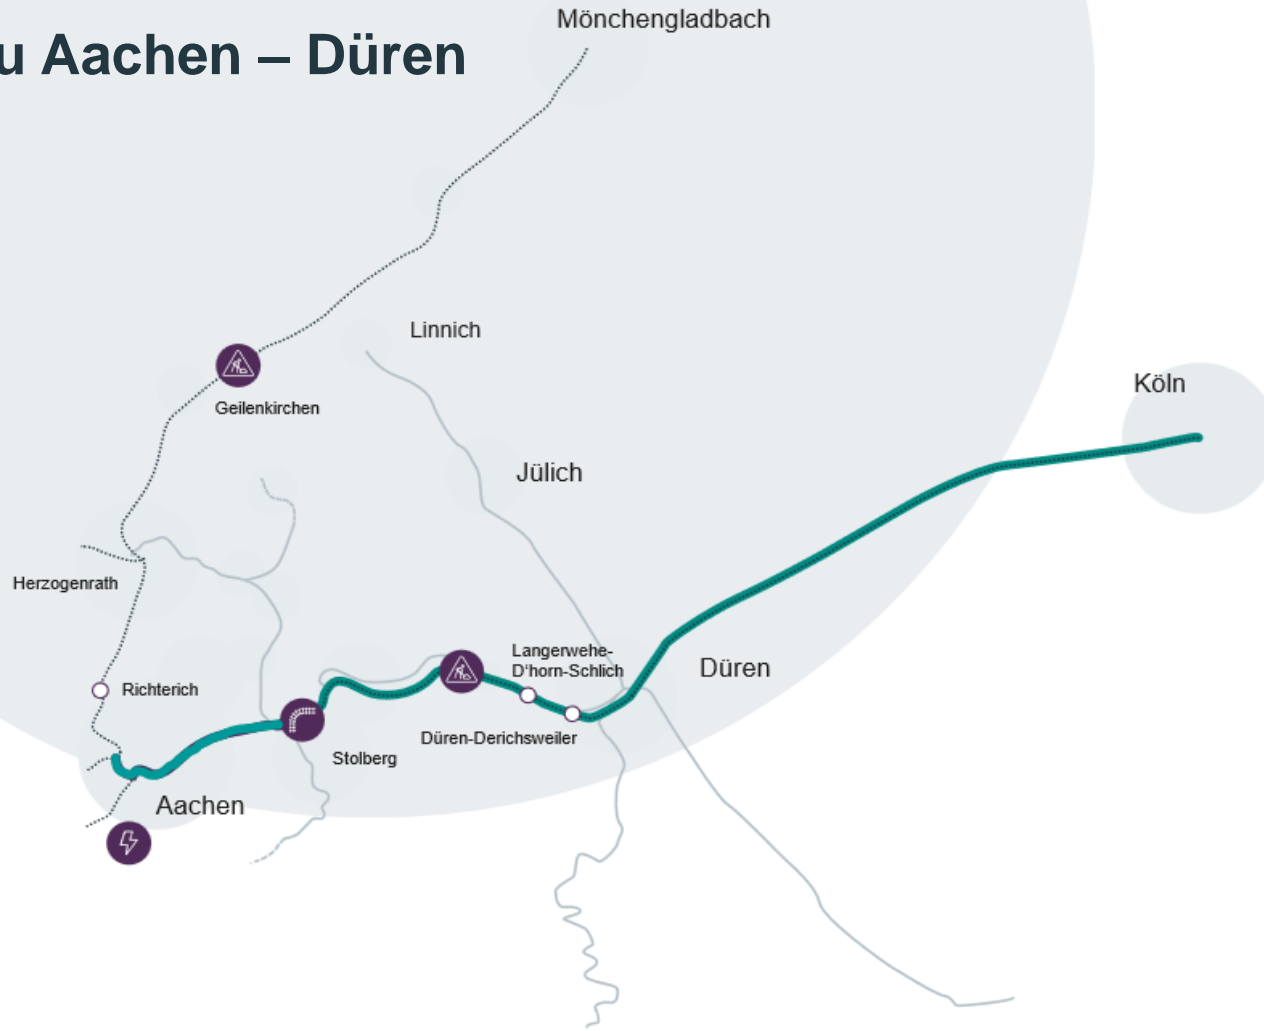 Mönchengladbach
u Aachen – Düren
Linnich
Köln
Geilenkirchen
Jülich
Herzogenrath
Langerwehe-
D'horn-Schlich
Düren
Richterich
Düren-Derichsweiler
Stolberg
Aachen